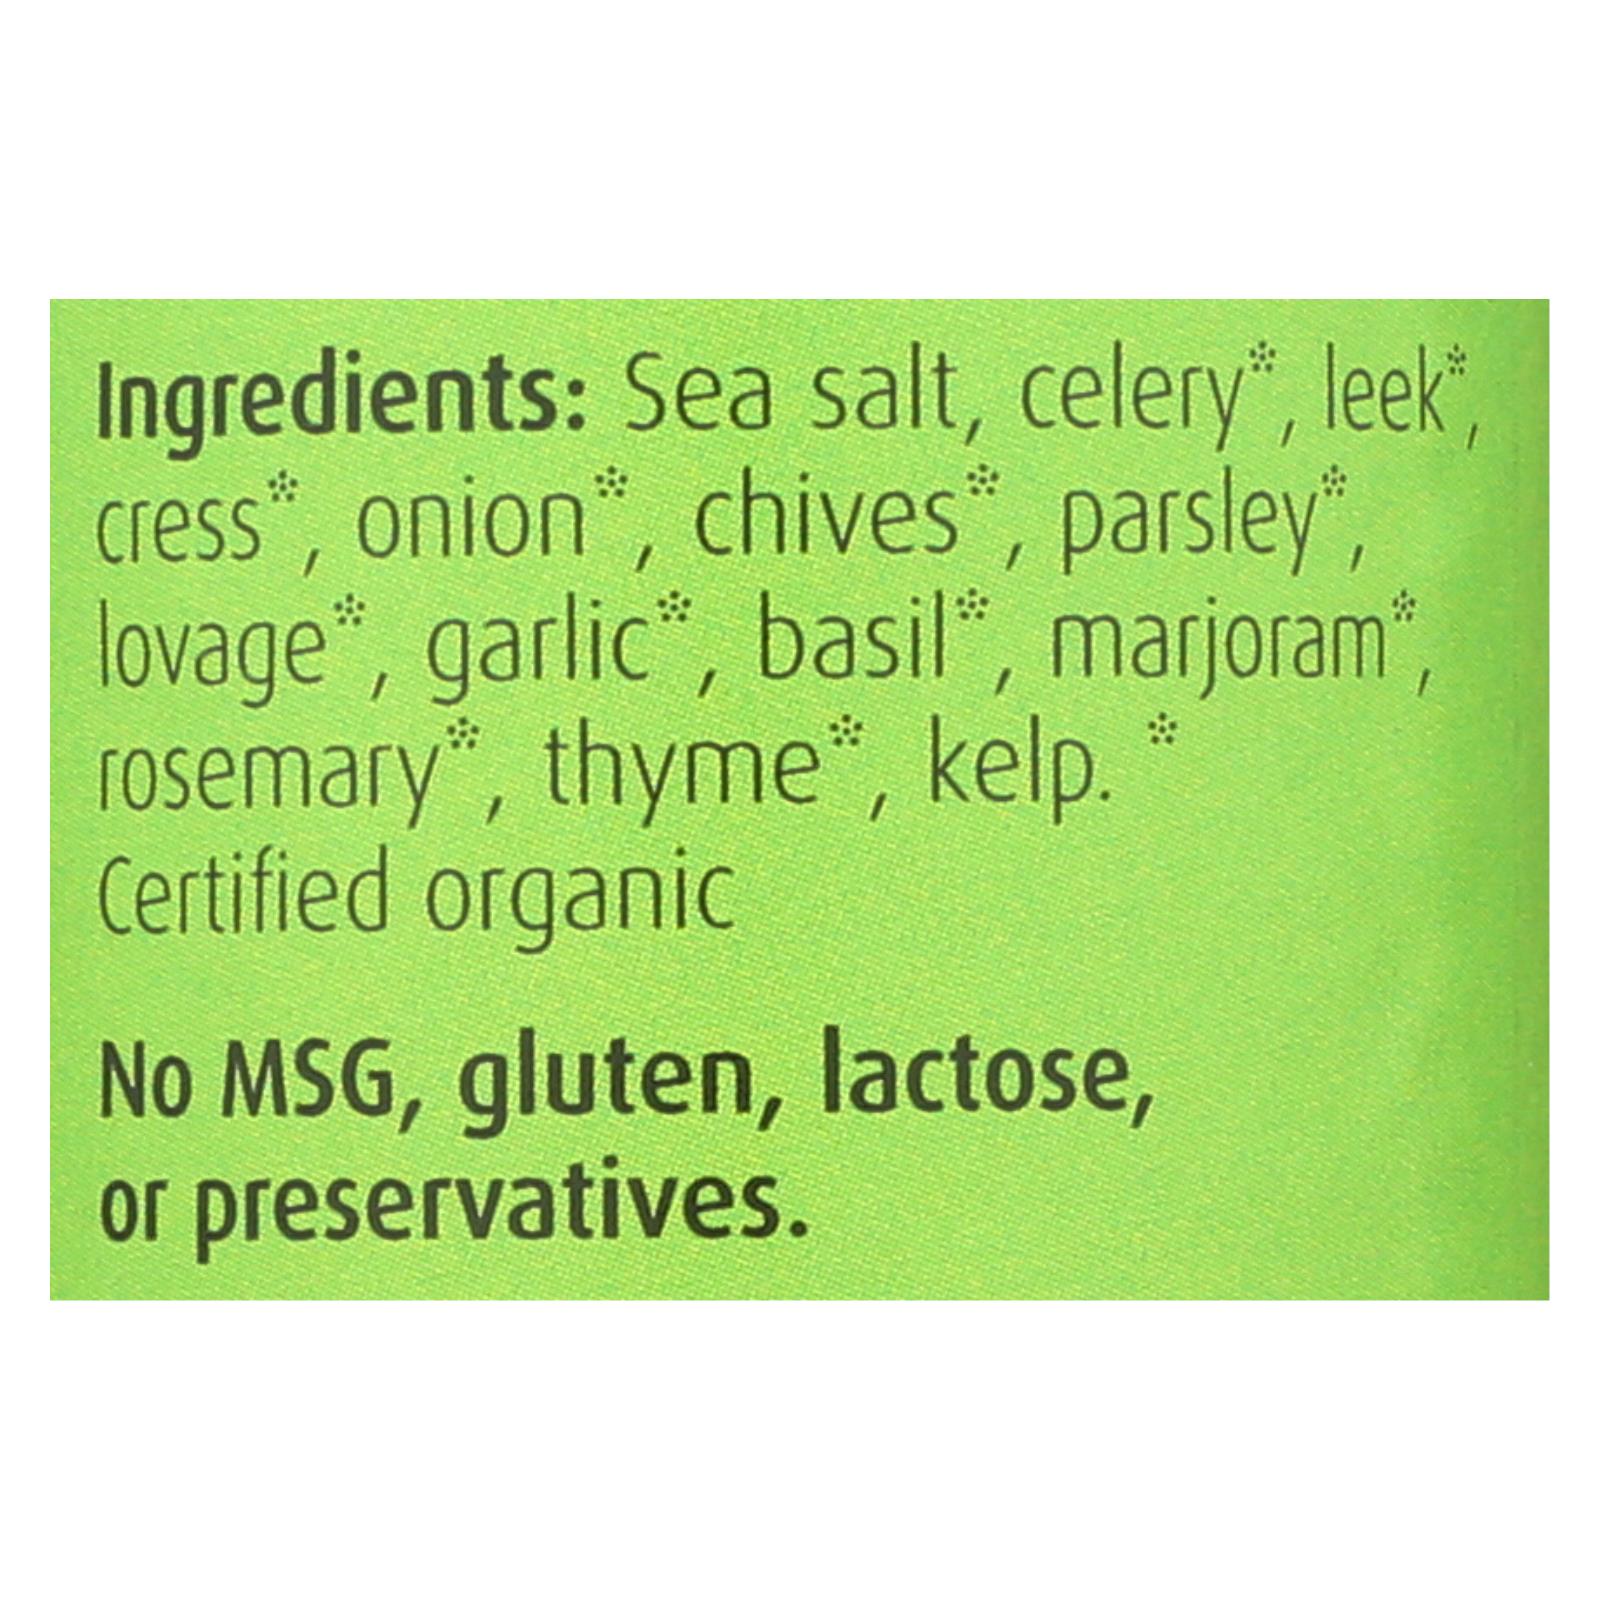 Ingredients: Sea salt, celery*, leek*,
cress*, onion*, chives*, parsley*,
lovage*, garlic*, basil*, marjoram*,
rosemary*, thyme*, kelp. *
Certified organic
No MSG, gluten, lactose,
or preservatives.